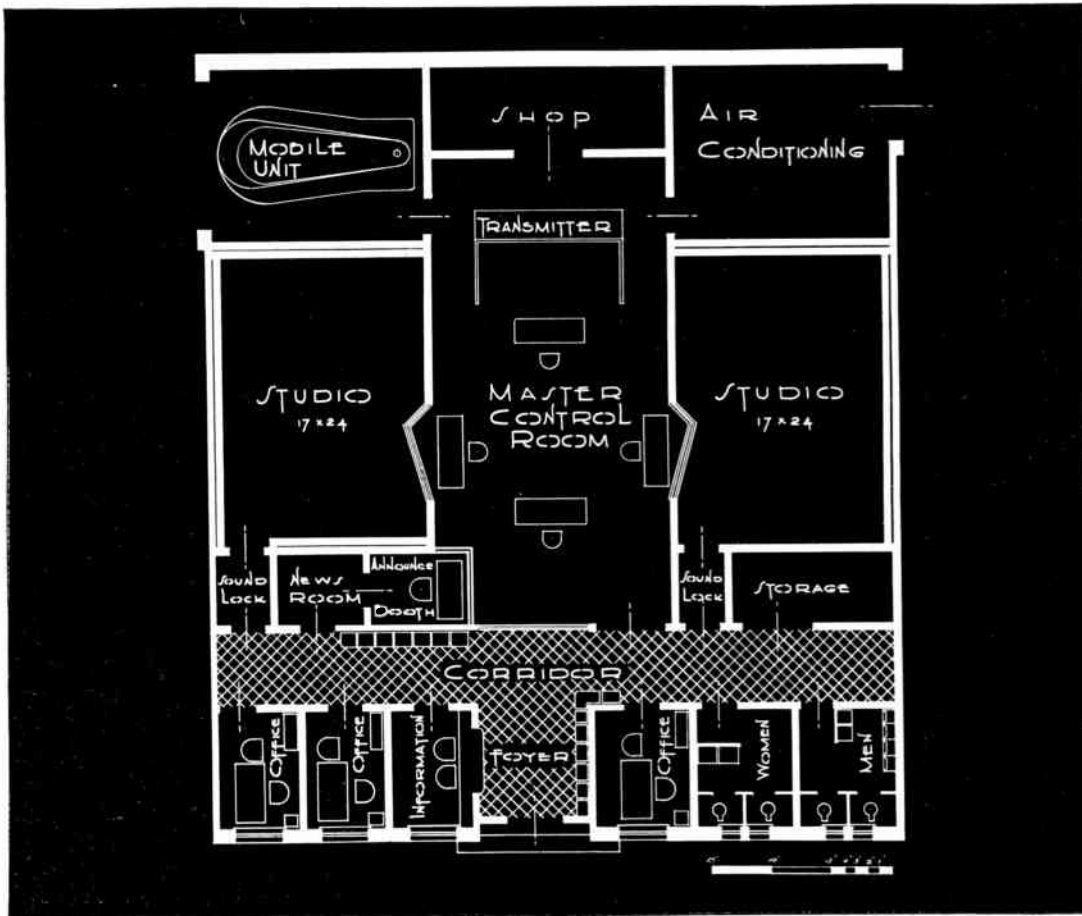 SHOP
AIR
CONDITIONING
MOBILE
UNIT
TRANSMITTER
STUDIO
17 x 24
MASTER
CONTROL
ROOM
STUDIO
17 x 24
SOUND
LOCK
NEWS
ROOM
ANNOUNCE
BOOTH
SOUND
LOCK
STORAGE
CORRIDOR
OFFICE
OFFICE
INFORMATION
FOYER
OFFICE
WOMEN
MEN